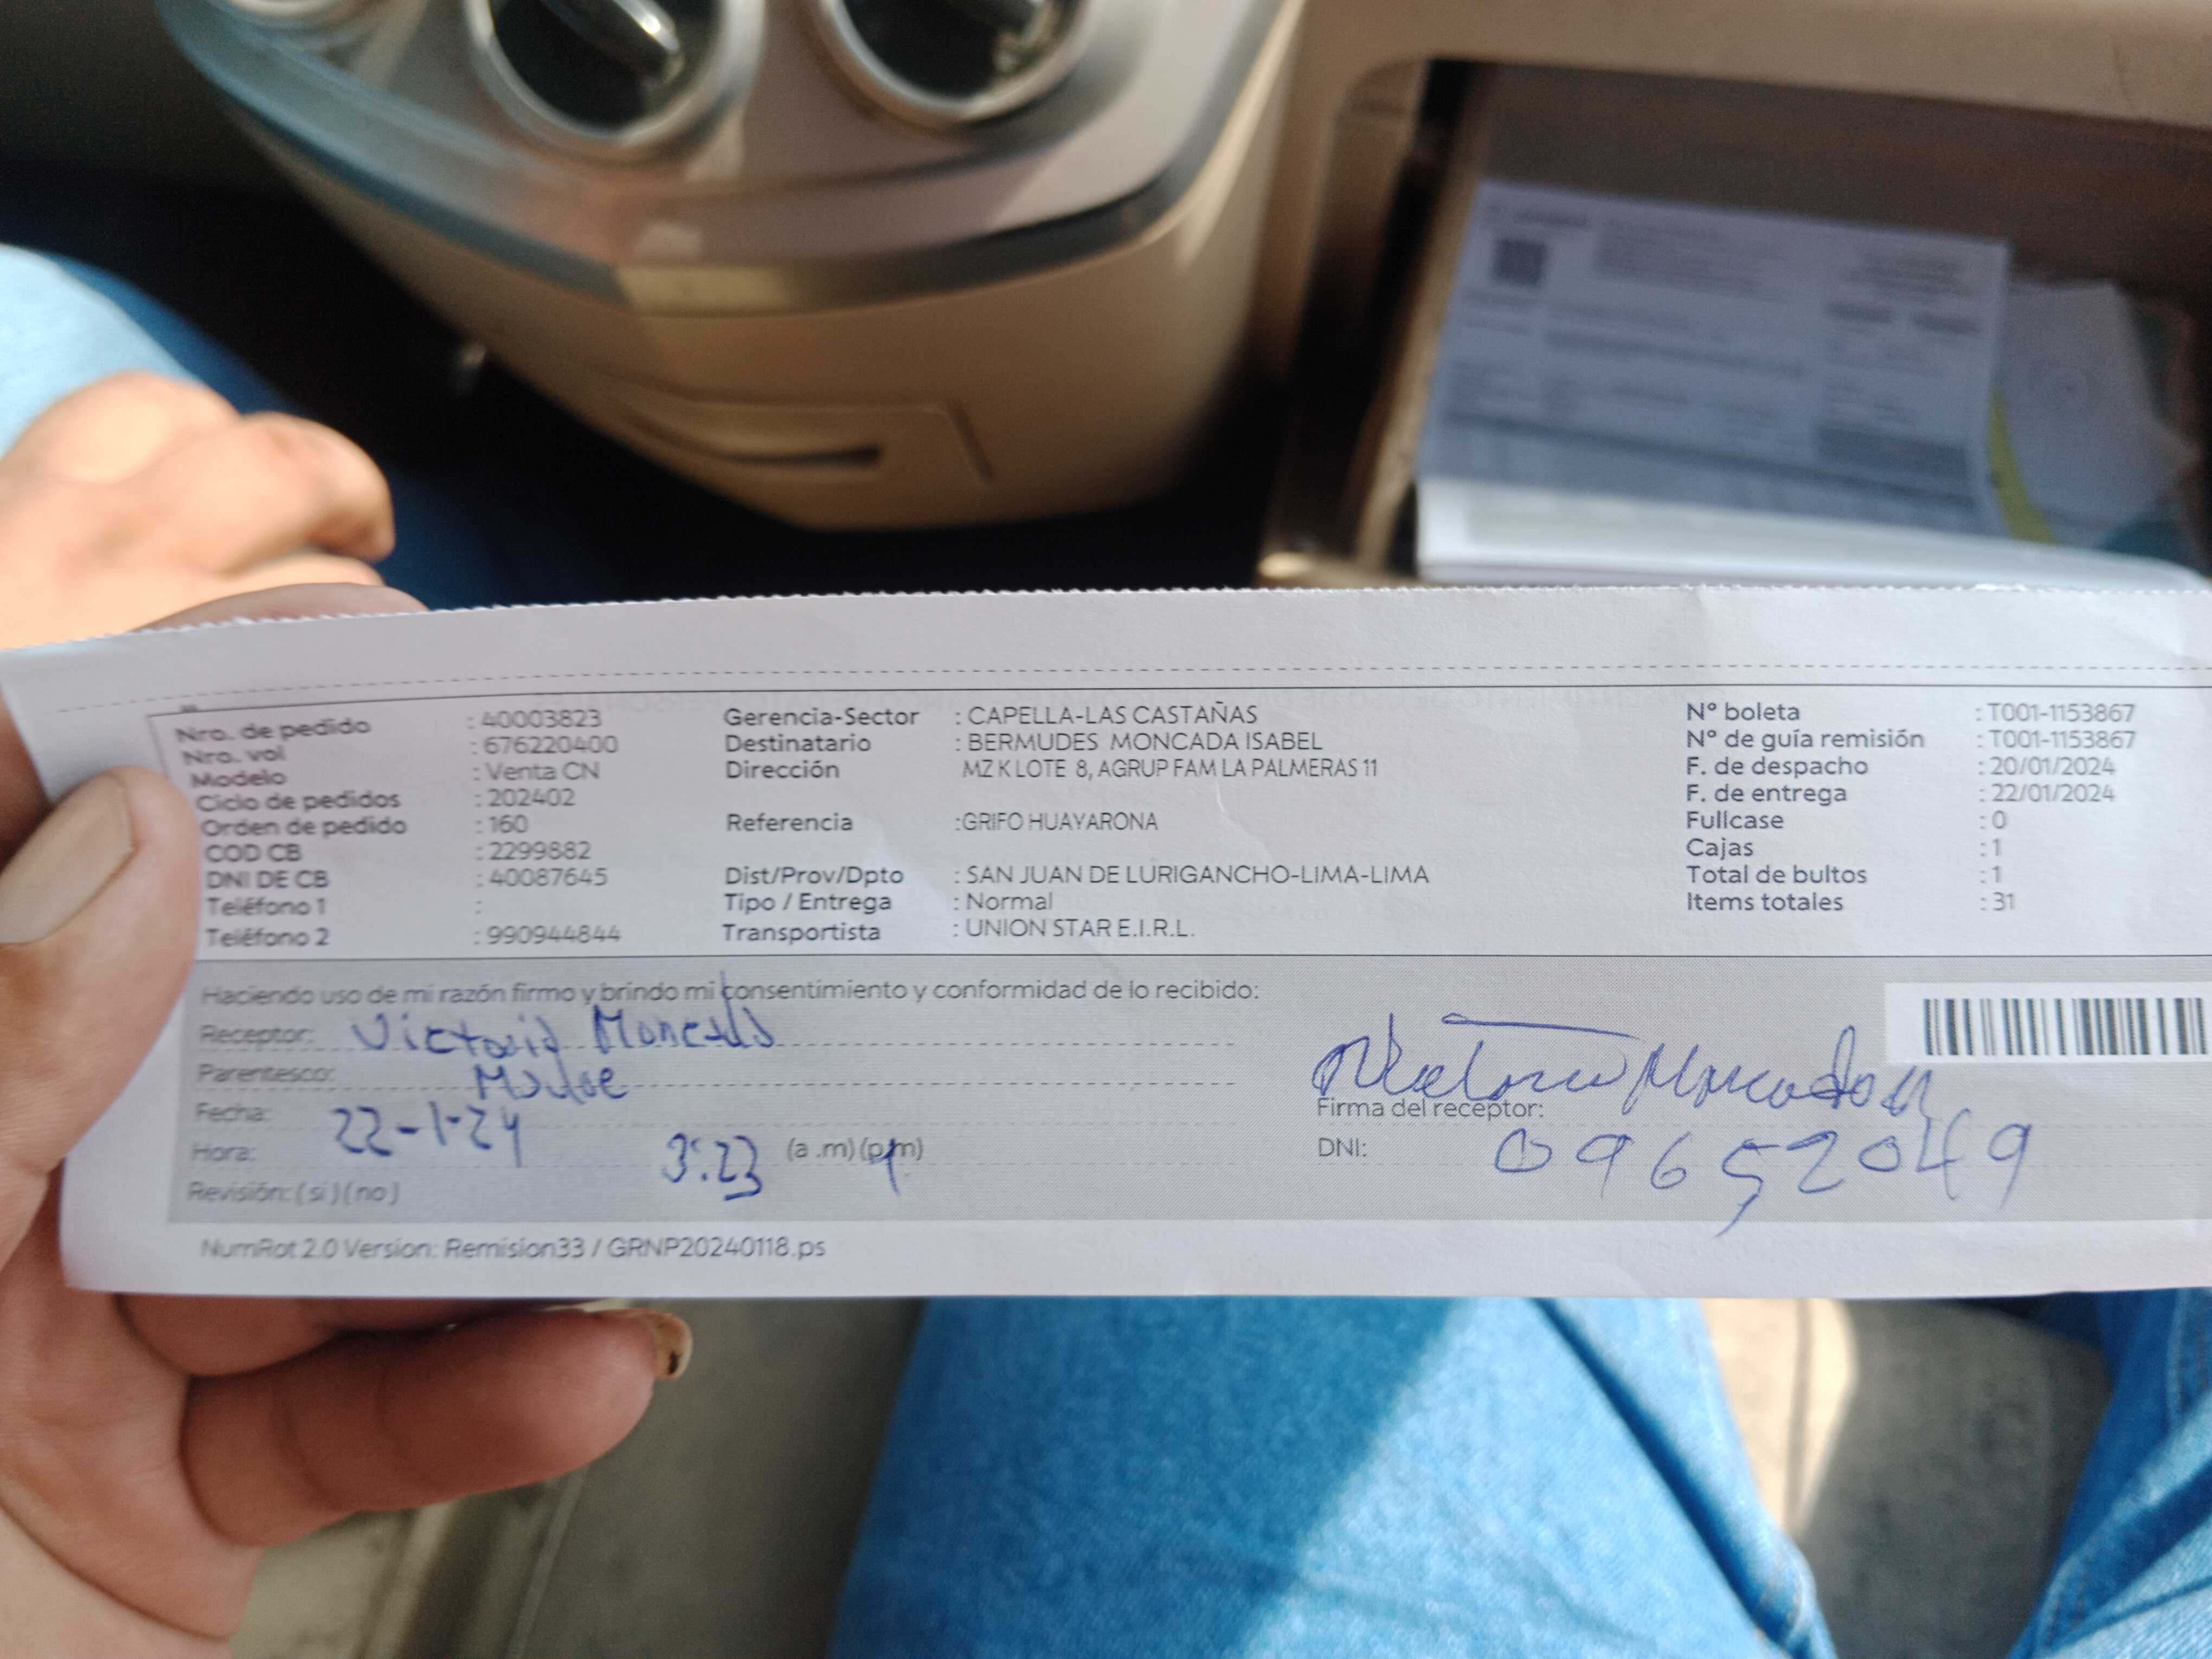 Nro. de pedido : 40003823
Nro. vol : 676220400
Modelo : Venta CN
Ciclo de pedidos : 202402
Orden de pedido : 160
COD CB : 2299882
DNI DE CB : 40087645
Teléfono 1 :
Teléfono 2 : 990944844
Gerencia-Sector : CAPELLA-LAS CASTAÑAS
Destinatario : BERMUDES MONCADA ISABEL
Dirección MZ K LOTE 8, AGRUP FAM LA PALMERAS 11
Referencia :GRIFO HUAYARONA
Dist/Prov/Dpto : SAN JUAN DE LURIGANCHO-LIMA-LIMA
Tipo / Entrega : Normal
Transportista : UNION STAR E.I.R.L.
N° boleta : T001-1153867
N° de guía remisión : T001-1153867
F. de despacho : 20/01/2024
F. de entrega : 22/01/2024
Fullcase : 0
Cajas : 1
Total de bultos : 1
Items totales : 31
Haciendo uso de mi razón firmo y brindo mi consentimiento y conformidad de lo recibido:
Receptor: Victoria Moncada
Parentesco: Madre
Fecha: 22-1-24
Hora: 3:23 (a .m) (p.m)
Revisión: ( si ) ( no )
Victoria Moncada
Firma del receptor:
DNI: 09652049
NumRot 2.0 Version: Remision33 / GRNP20240118.ps